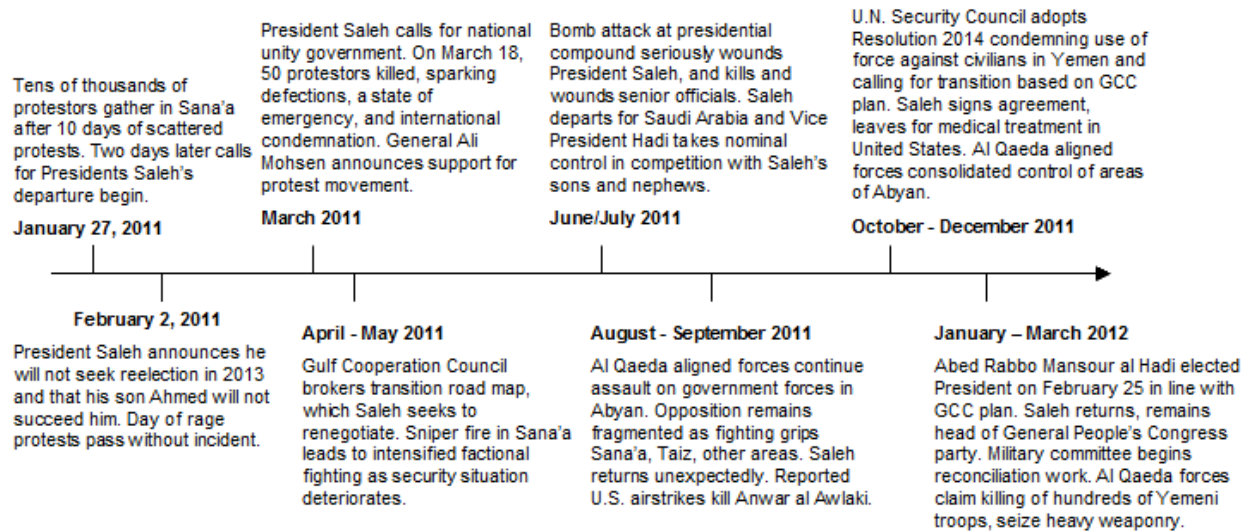 Tens of thousands of
protestors gather in Sana’a
after 10 days of scattered
protests. Two days later calls
for Presidents Saleh’s
departure begin.
January 27, 2011
President Saleh calls for national
unity government. On March 18,
50 protestors killed, sparking
defections, a state of
emergency, and international
condemnation. General Ali
Mohsen announces support for
protest movement.
March 2011
Bomb attack at presidential
compound seriously wounds
President Saleh, and kills and
wounds senior officials. Saleh
departs for Saudi Arabia and Vice
President Hadi takes nominal
control in competition with Saleh’s
sons and nephews.
June/July 2011
U.N. Security Council adopts
Resolution 2014 condemning use of
force against civilians in Yemen and
calling for transition based on GCC
plan. Saleh signs agreement,
leaves for medical treatment in
United States. Al Qaeda aligned
forces consolidated control of areas
of Abyan.
October - December 2011
February 2, 2011
President Saleh announces he
will not seek reelection in 2013
and that his son Ahmed will not
succeed him. Day of rage
protests pass without incident.
April - May 2011
Gulf Cooperation Council
brokers transition road map,
which Saleh seeks to
renegotiate. Sniper fire in Sana’a
leads to intensified factional
fighting as security situation
deteriorates.
August - September 2011
Al Qaeda aligned forces continue
assault on government forces in
Abyan. Opposition remains
fragmented as fighting grips
Sana’a, Taiz, other areas. Saleh
returns unexpectedly. Reported
U.S. airstrikes kill Anwar al Awlaki.
January – March 2012
Abed Rabbo Mansour al Hadi elected
President on February 25 in line with
GCC plan. Saleh returns, remains
head of General People’s Congress
party. Military committee begins
reconciliation work. Al Qaeda forces
claim killing of hundreds of Yemeni
troops, seize heavy weaponry.